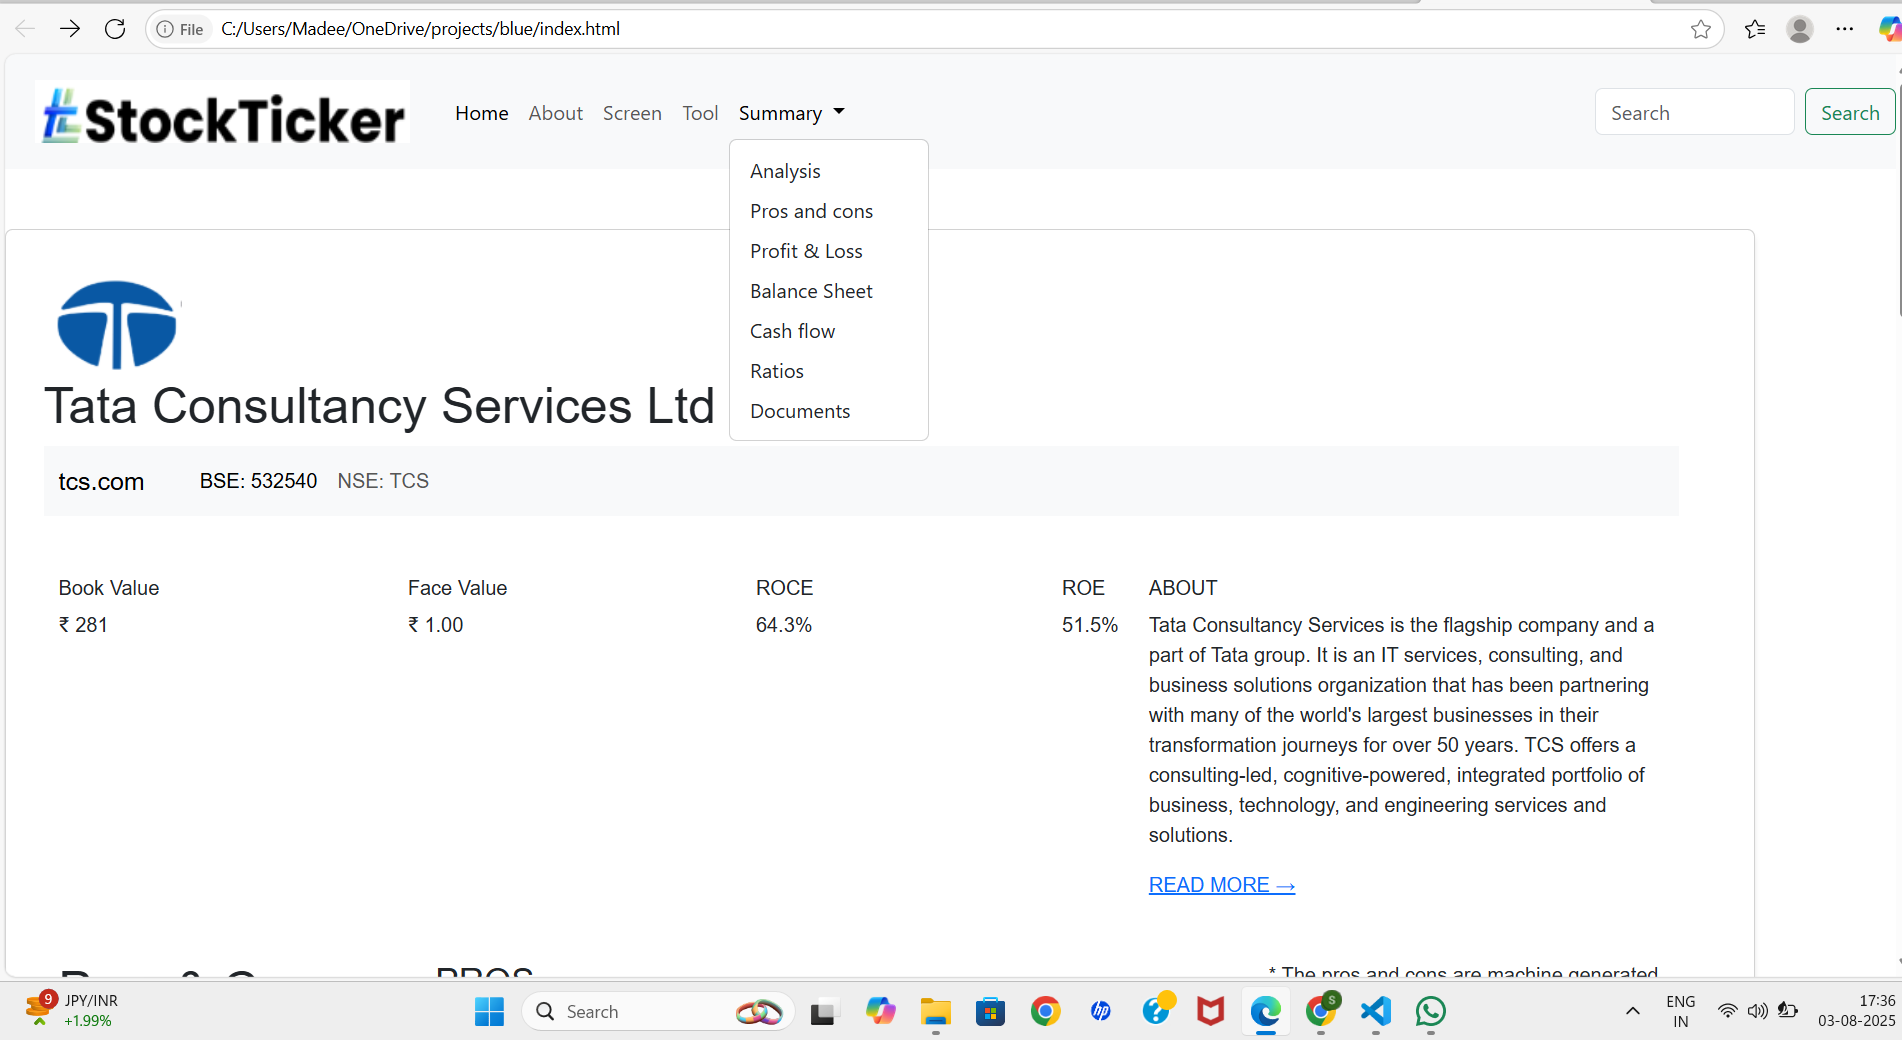 File C:/Users/Madee/OneDrive/projects/blue/index.html
StockTicker Home About Screen Tool Summary Search Search
Analysis
Pros and cons
Profit & Loss
Balance Sheet
Cash flow
Ratios
Documents
Tata Consultancy Services Ltd
tcs.com BSE: 532540 NSE: TCS
Book Value Face Value ROCE ROE ABOUT
₹ 281 ₹ 1.00 64.3% 51.5%
Tata Consultancy Services is the flagship company and a
part of Tata group. It is an IT services, consulting, and
business solutions organization that has been partnering
with many of the world's largest businesses in their
transformation journeys for over 50 years. TCS offers a
consulting-led, cognitive-powered, integrated portfolio of
business, technology, and engineering services and
solutions.
READ MORE →
PROS * The pros and cons are machine generated
9 JPY/INR
+1.99%
Search
hp
S
ENG
IN
17:36
03-08-2025